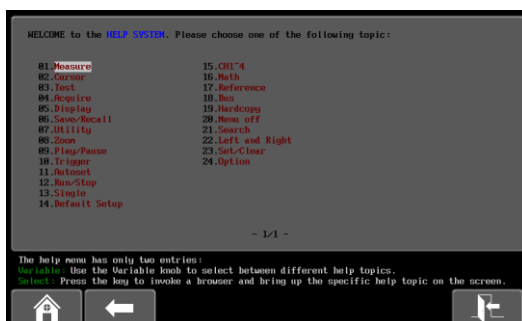 WELCOME to the HELP SYSTEM. Please choose one of the following topic:
01.Measure
02.Cursor
03.Test
04.Acquire
05.Display
06.Save/Recall
07.Utility
08.Zoom
09.Play/Pause
10.Trigger
11.Autoset
12.Run/Stop
13.Single
14.Default Setup
15.CH1~4
16.Math
17.Reference
18.Bus
19.Hardcopy
20.Menu off
21.Search
22.Left and Right
23.Set/Clear
24.Option
- 1/1 -
The help menu has only two entries:
Variable: Use the Variable knob to select between different help topics.
Select: Press the key to invoke a browser and bring up the specific help topic on the screen.